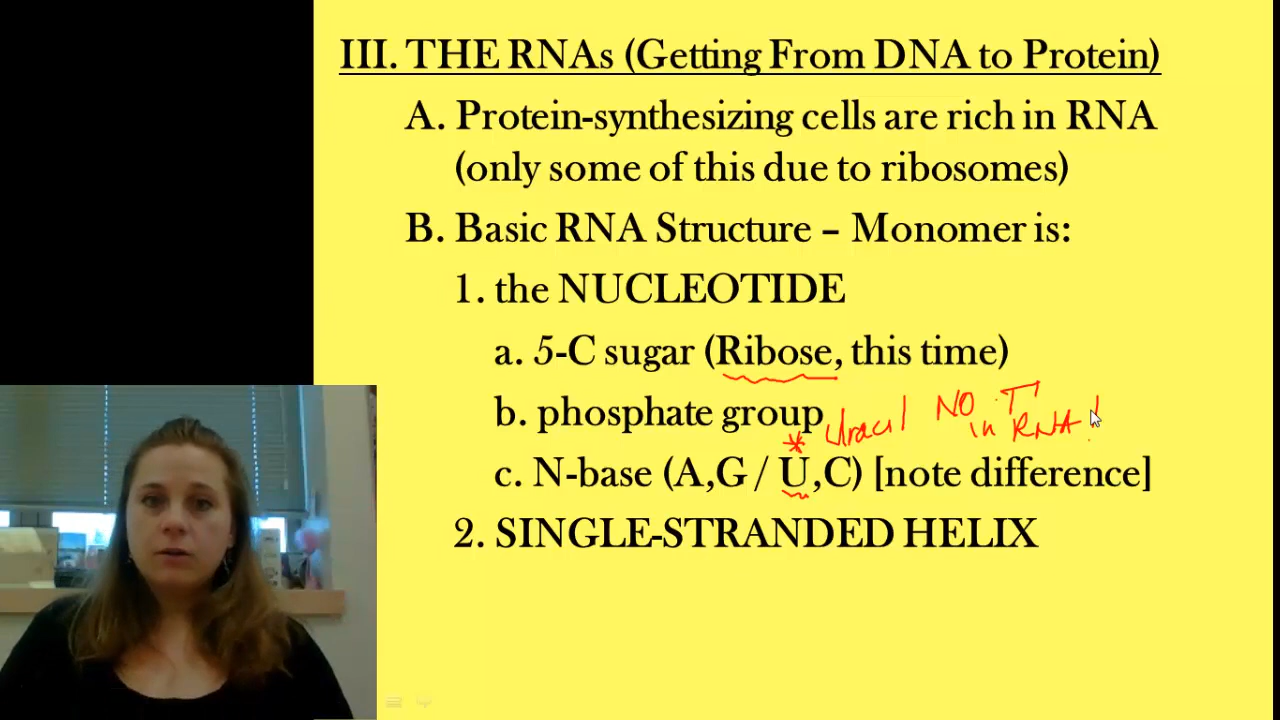 III. THE RNAs (Getting From DNA to Protein)
A. Protein-synthesizing cells are rich in RNA
(only some of this due to ribosomes)
B. Basic RNA Structure – Monomer is:
1. the NUCLEOTIDE
a. 5-C sugar (Ribose, this time)
b. phosphate group
* Uracil NO T
in RNA!
c. N-base (A,G / U,C) [note difference]
2. SINGLE-STRANDED HELIX